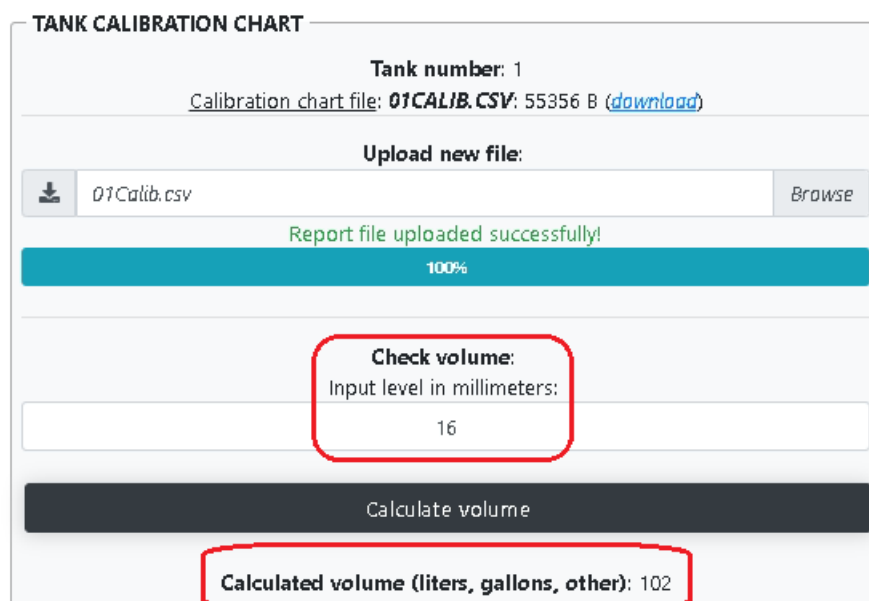 TANK CALIBRATION CHART
Tank number: 1
Calibration chart file: 01CALIB.CSV: 55356 B (download)
Upload new file:
01Calib.csv Browse
Report file uploaded successfully!
100%
Check volume:
Input level in millimeters:
16
Calculate volume
Calculated volume (liters, gallons, other): 102